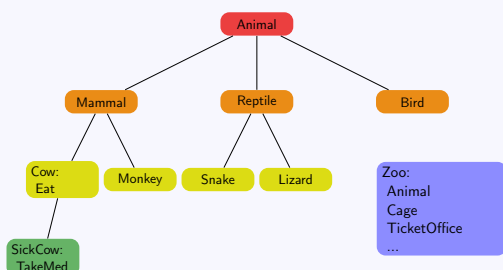 Animal
Mammal
Reptile
Bird
Cow:
Eat
Monkey
Snake
Lizard
Zoo:
Animal
Cage
TicketOffice
...
SickCow:
TakeMed